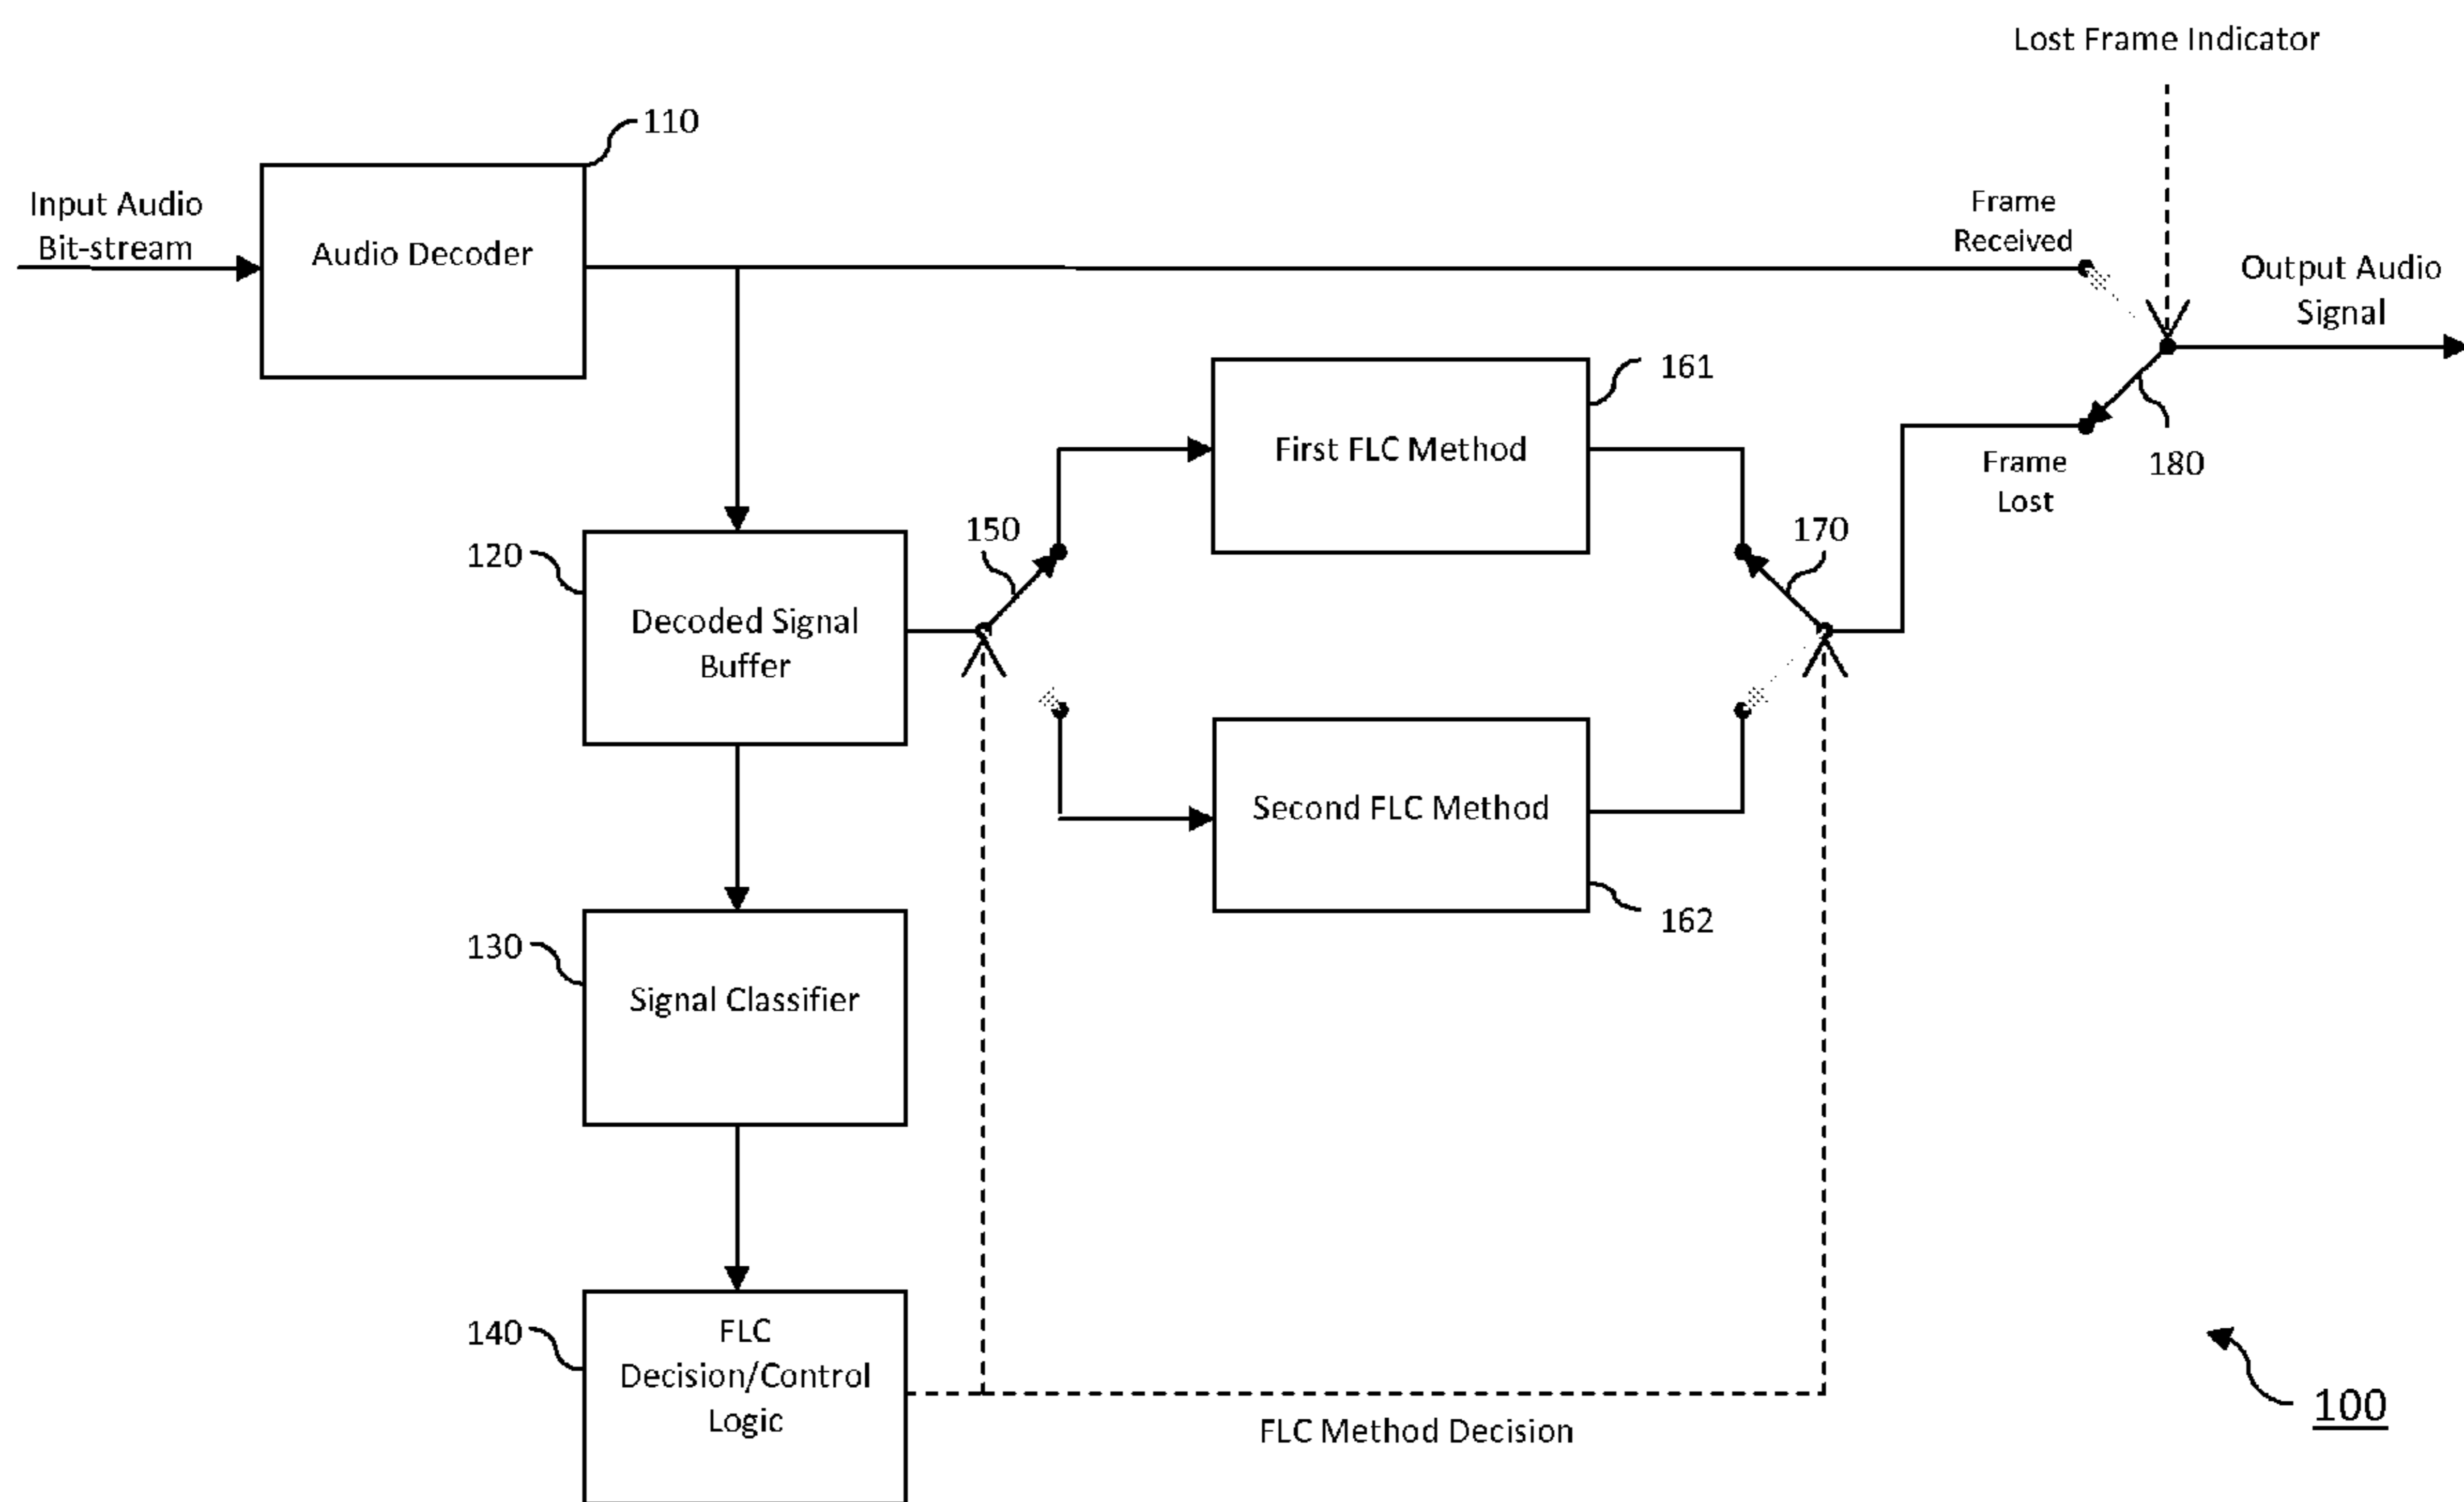 Lost Frame Indicator
110
Input Audio
Bit-stream
Audio Decoder
Frame
Received
Output Audio
Signal
161
First FLC Method
Frame
Lost
180
120
150
170
Decoded Signal
Buffer
Second FLC Method
162
130
Signal Classifier
140
FLC
Decision/Control
Logic
FLC Method Decision
100